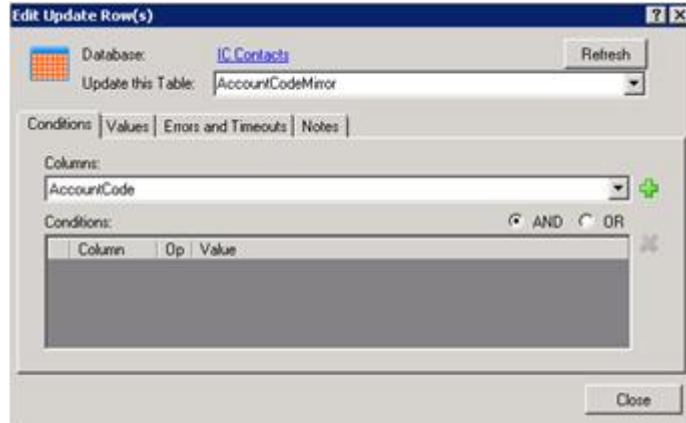 Edit Update Row(s)
Database: IC Contacts Refresh
Update this Table: AccountCodeMirror
Conditions Values Errors and Timeouts Notes
Columns:
AccountCode
Conditions: AND OR
Column Op Value
Close